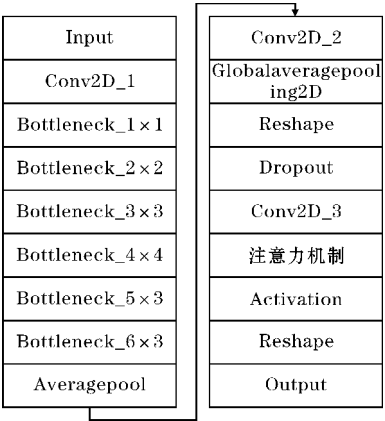 Input
Conv2D_1
Bottleneck_1×1
Bottleneck_2×2
Bottleneck_3×3
Bottleneck_4×4
Bottleneck_5×3
Bottleneck_6×3
Averagepool
Conv2D_2
Globalaveragepool
ing2D
Reshape
Dropout
Conv2D_3
注意力机制
Activation
Reshape
Output